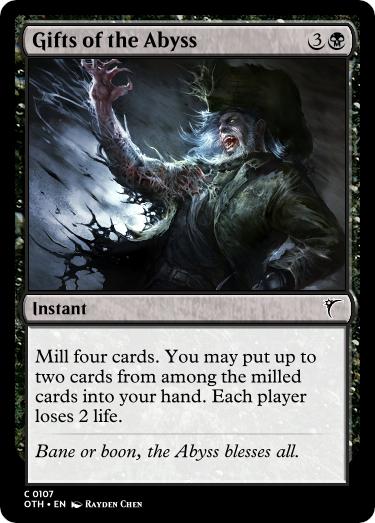 Gifts of the Abyss 3
Instant
Mill four cards. You may put up to
two cards from among the milled
cards into your hand. Each player
loses 2 life.
Bane or boon, the Abyss blesses all.
C 0107
OTH • EN Rayden Chen